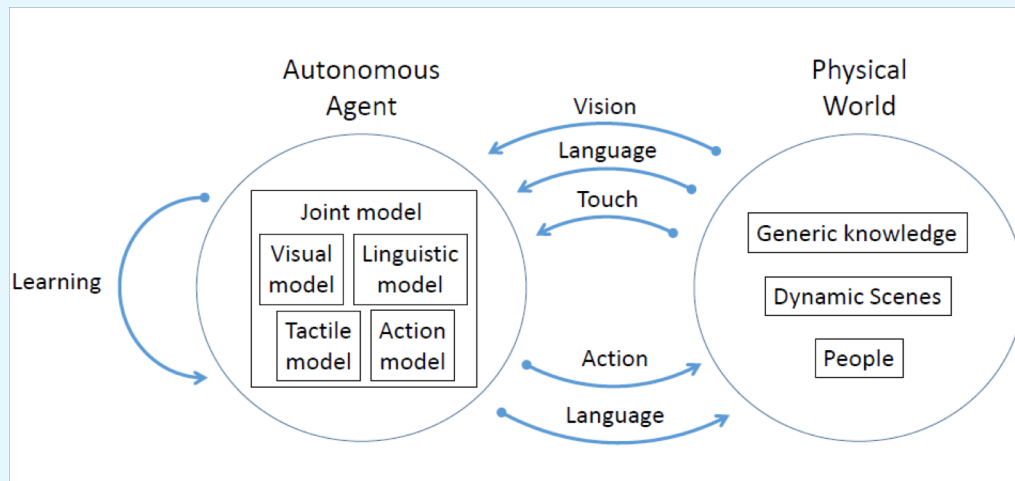 Autonomous
Agent
Physical
World
Vision
Language
Touch
Learning
Joint model
Visual
model
Linguistic
model
Tactile
model
Action
model
Generic knowledge
Dynamic Scenes
People
Action
Language